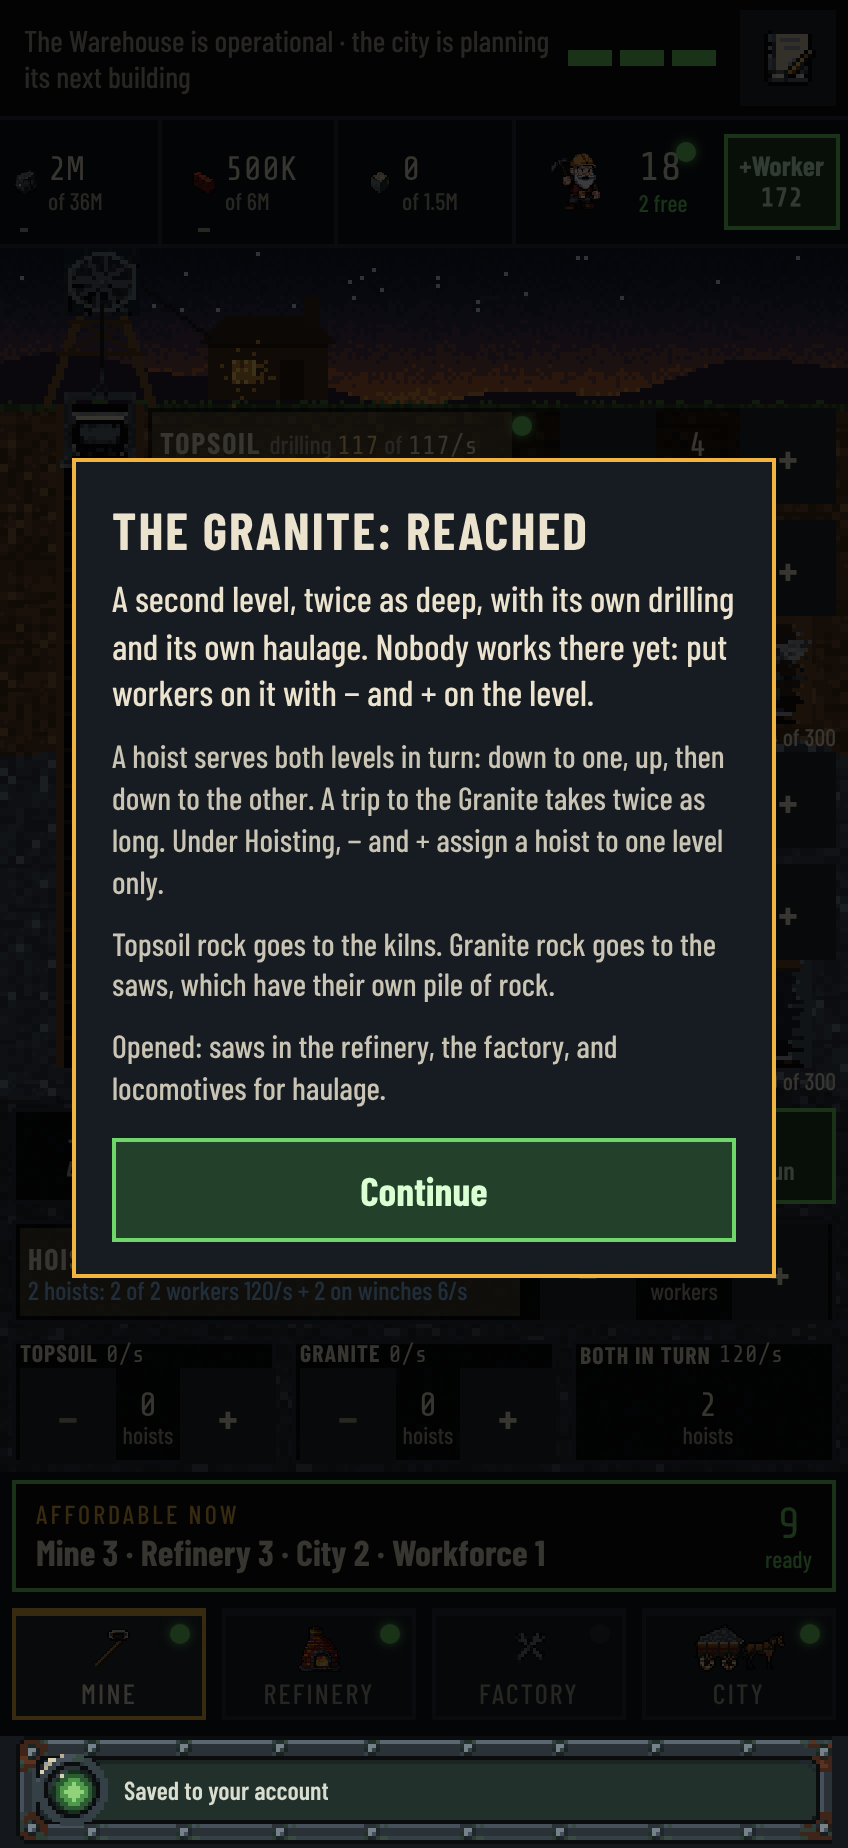 The Warehouse is operational · the city is planning
its next building
2M
of 36M
500K
of 6M
0
of 1.5M
18
2 free
+Worker
172
TOPSOIL drilling 117 of 117/s
4
+
THE GRANITE: REACHED
A second level, twice as deep, with its own drilling
and its own haulage. Nobody works there yet: put
workers on it with − and + on the level.
A hoist serves both levels in turn: down to one, up, then
down to the other. A trip to the Granite takes twice as
long. Under Hoisting, − and + assign a hoist to one level
only.
Topsoil rock goes to the kilns. Granite rock goes to the
saws, which have their own pile of rock.
Opened: saws in the refinery, the factory, and
locomotives for haulage.
Continue
+
of 300
+
+
of 300
un
HOIS
2 hoists: 2 of 2 workers 120/s + 2 on winches 6/s
workers
+
TOPSOIL 0/s
− 0 +
hoists
GRANITE 0/s
− 0 +
hoists
BOTH IN TURN 120/s
2
hoists
AFFORDABLE NOW
Mine 3 · Refinery 3 · City 2 · Workforce 1
9
ready
MINE
REFINERY
FACTORY
CITY
Saved to your account